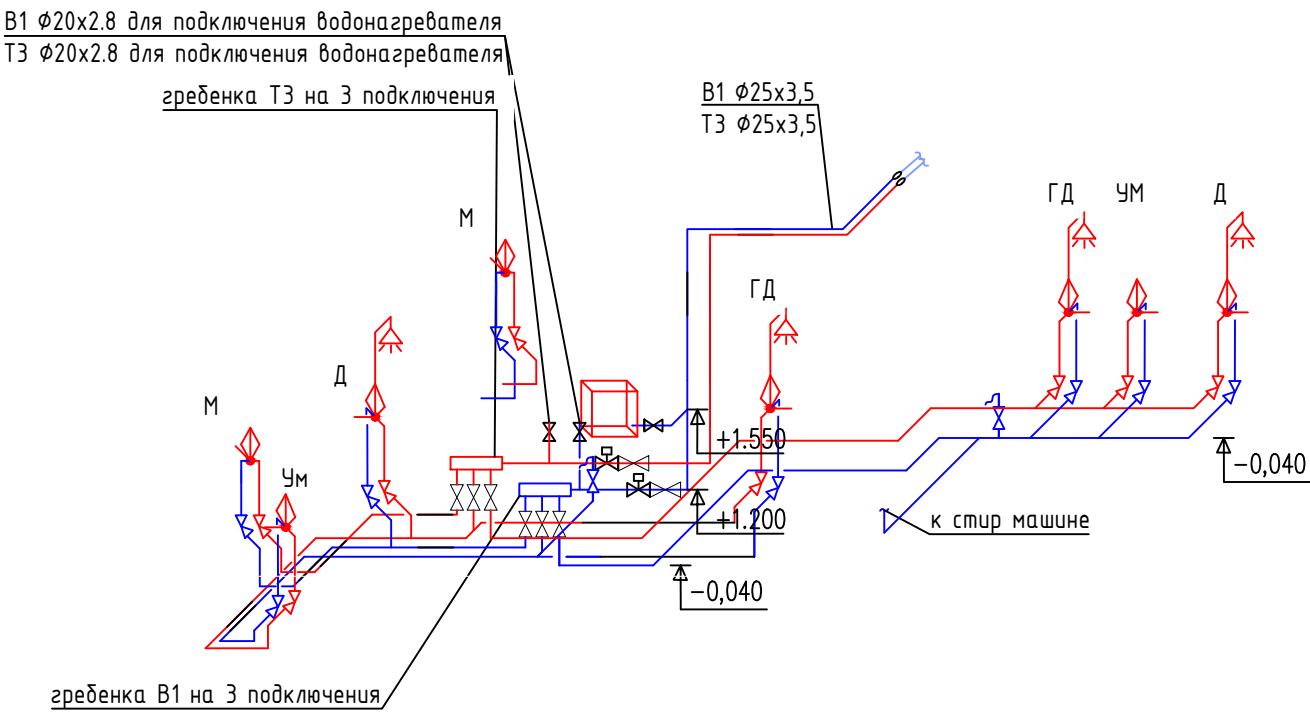 В1 Ф20х2.8 для подключения водонагревателя
Т3 Ф20х2.8 для подключения водонагревателя
гребенка Т3 на 3 подключения
В1 Ф25х3,5
Т3 Ф25х3,5
ГД
УМ
Д
М
ГД
Д
М
Ум
+1.550
-0,040
+1.200
к стир машине
-0,040
гребенка В1 на 3 подключения